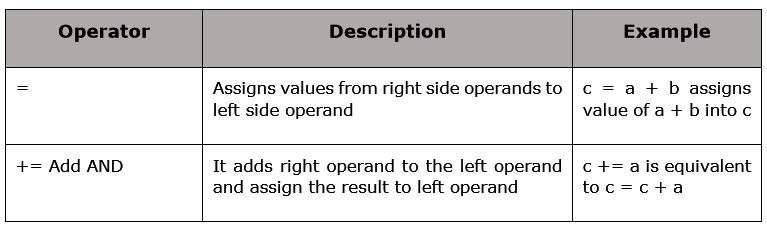 Operator Description Example
= Assigns values from right side operands to c = a + b assigns
left side operand value of a + b into c
+= Add AND It adds right operand to the left operand c += a is equivalent
and assign the result to left operand to c = c + a